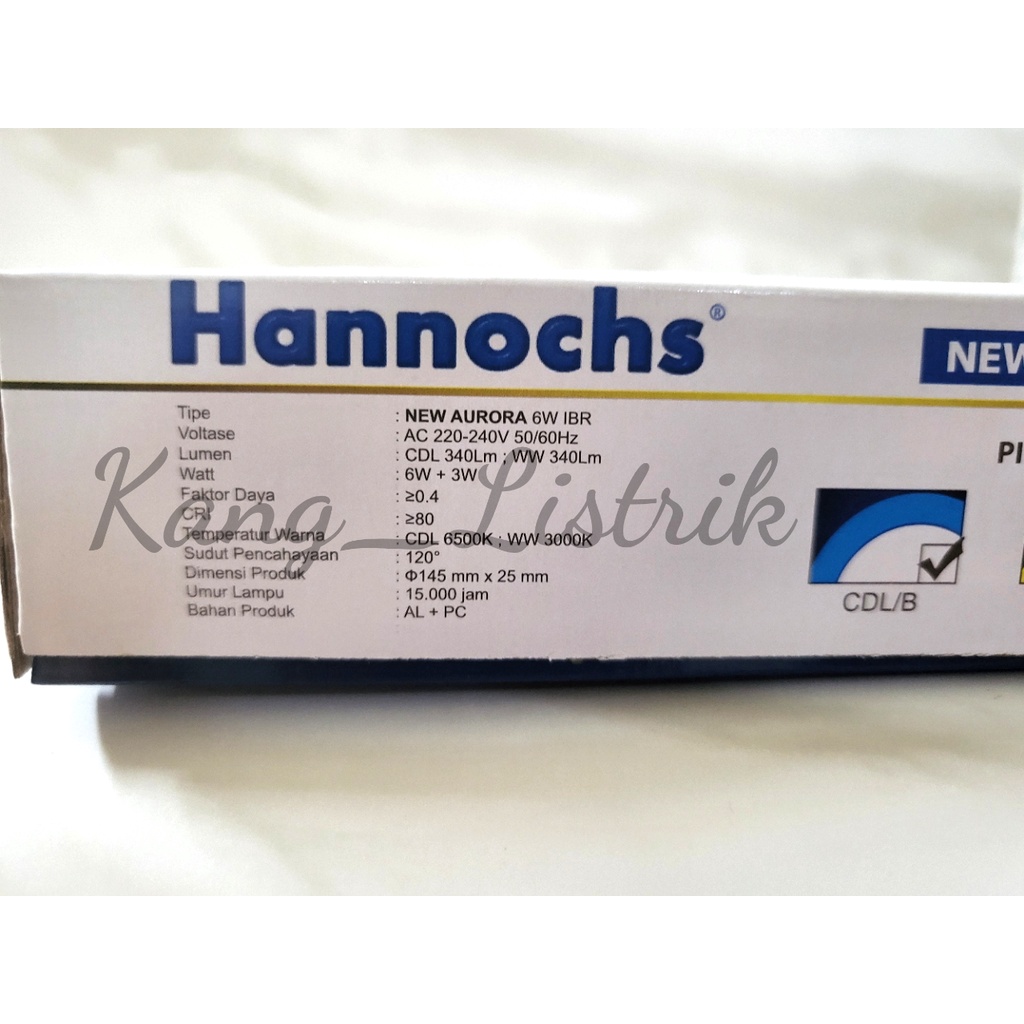 Hannochs®
NEW
Tipe : NEW AURORA 6W IBR
Voltase : AC 220-240V 50/60Hz
Lumen : CDL 340Lm ; WW 340Lm
Watt : 6W + 3W
Faktor Daya : ≥0.4
CRI : ≥80
Temperatur Warna : CDL 6500K ; WW 3000K
Sudut Pencahayaan : 120°
Dimensi Produk : Φ145 mm x 25 mm
Umur Lampu : 15.000 jam
Bahan Produk : AL + PC
PI
CDL/B
Kong_Listrik